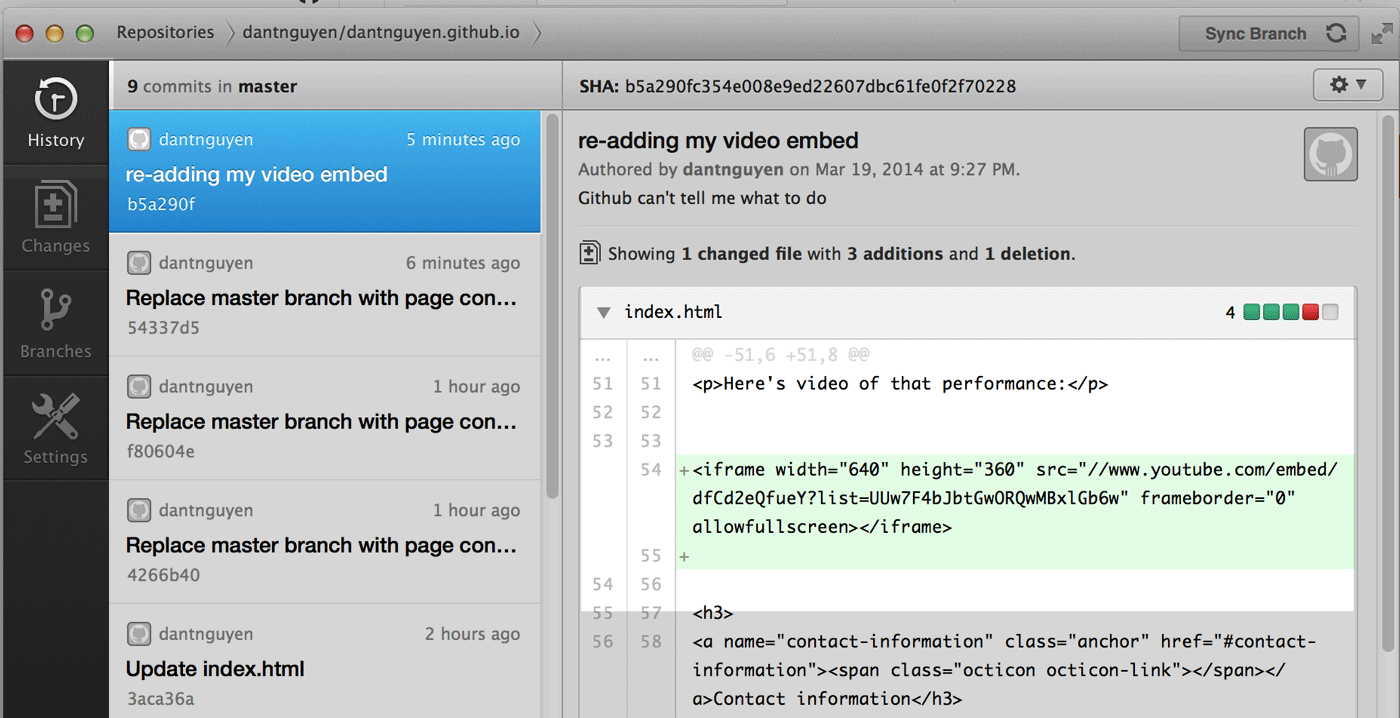 Repositories dantnguyen/dantnguyen.github.io Sync Branch
History
Changes
Branches
Settings
9 commits in master
dantnguyen 5 minutes ago
re-adding my video embed
b5a290f
dantnguyen 6 minutes ago
Replace master branch with page con...
54337d5
dantnguyen 1 hour ago
Replace master branch with page con...
f80604e
dantnguyen 1 hour ago
Replace master branch with page con...
4266b40
dantnguyen 2 hours ago
Update index.html
3aca36a
SHA: b5a290fc354e008e9ed22607dbc61fe0f2f70228
re-adding my video embed
Authored by dantnguyen on Mar 19, 2014 at 9:27 PM.
Github can't tell me what to do
Showing 1 changed file with 3 additions and 1 deletion.
index.html 4
... ... @@ -51,6 +51,8 @@
51 51 <p>Here's video of that performance:</p>
52 52
53 53
54 +<iframe width="640" height="360" src="//www.youtube.com/embed/
dfCd2eQfueY?list=UUw7F4bJbtGwORQwMBxlGb6w" frameborder="0"
allowfullscreen></iframe>
55 +
54 56
55 57 <h3>
56 58 <a name="contact-information" class="anchor" href="#contact-
information"><span class="octicon octicon-link"></span></
a>Contact information</h3>